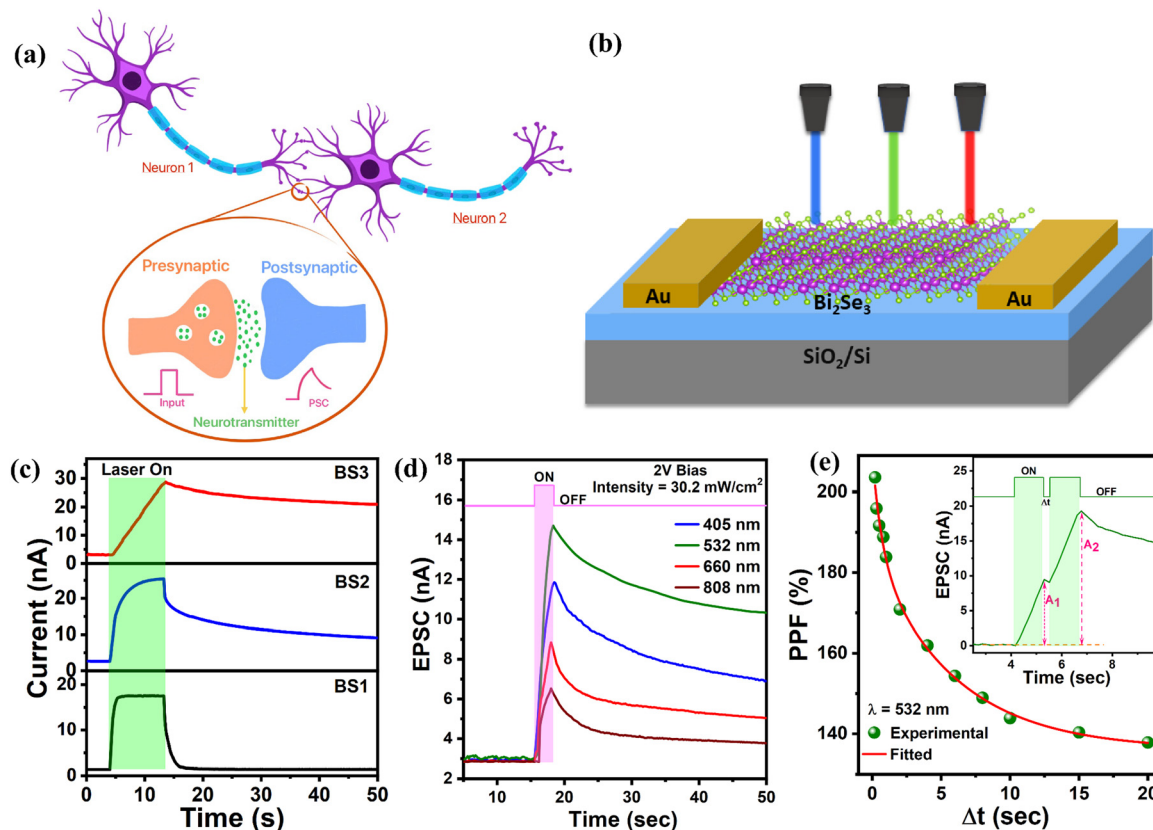 (a)
Neuron 1
Neuron 2
Presynaptic
Postsynaptic
Input
PSC
Neurotransmitter
(b)
Au
Bi₂Se₃
Au
SiO₂/Si
(c)
Laser On
BS3
BS2
BS1
Current (nA)
30
20
10
0
20
10
0
20
10
0
0 10 20 30 40 50
Time (s)
(d)
ON
OFF
2V Bias
Intensity = 30.2 mW/cm²
405 nm
532 nm
660 nm
808 nm
EPSC (nA)
16
14
12
10
8
6
4
2
10 20 30 40 50
Time (sec)
(e)
PPF (%)
200
180
160
140
0 5 10 15 20
Δt (sec)
λ = 532 nm
Experimental
Fitted
EPSC (nA)
25
20
15
10
5
0
ON
Δt
OFF
A₁
A₂
4 6 8
Time (sec)